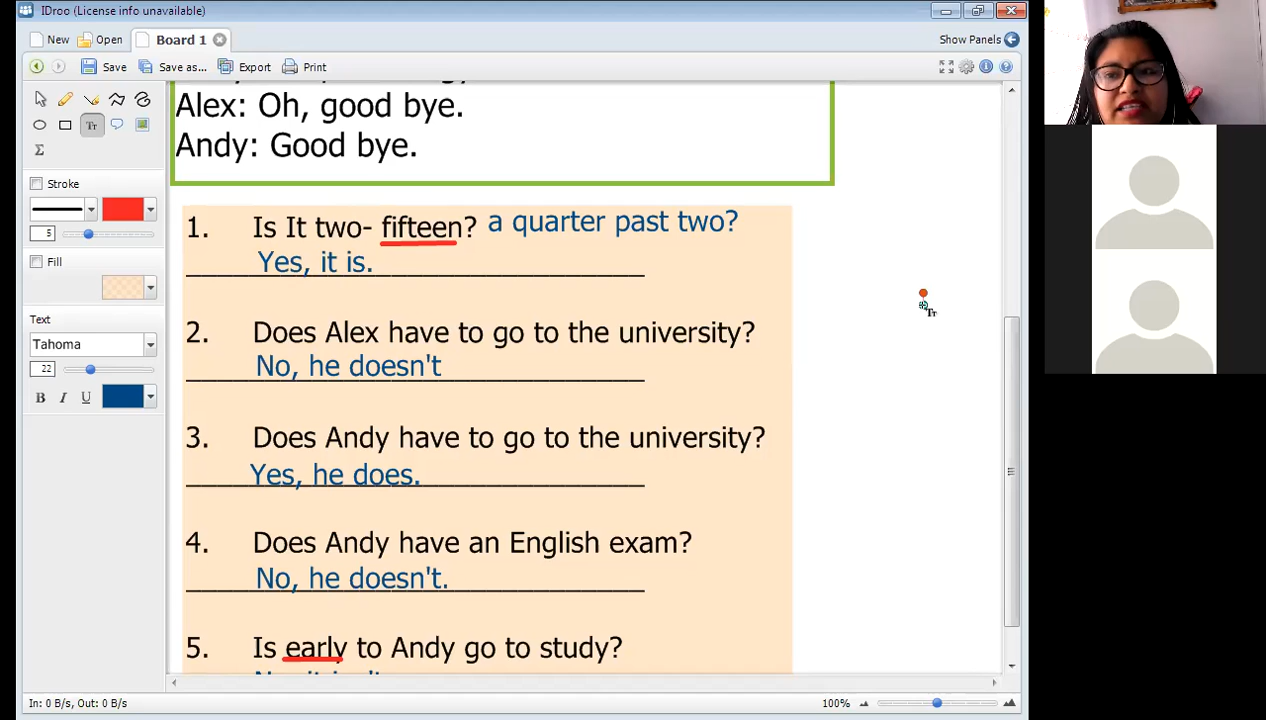 IDroo (License info unavailable)
New Open Board 1
Show Panels
Save Save as... Export Print
Alex: Oh, good bye.
Andy: Good bye.
Stroke
5
Fill
Text
Tahoma
22
B I U
1. Is It two- fifteen? a quarter past two?
Yes, it is.
2. Does Alex have to go to the university?
No, he doesn't
3. Does Andy have to go to the university?
Yes, he does.
4. Does Andy have an English exam?
No, he doesn't.
5. Is early to Andy go to study?
In: 0 B/s, Out: 0 B/s
100%